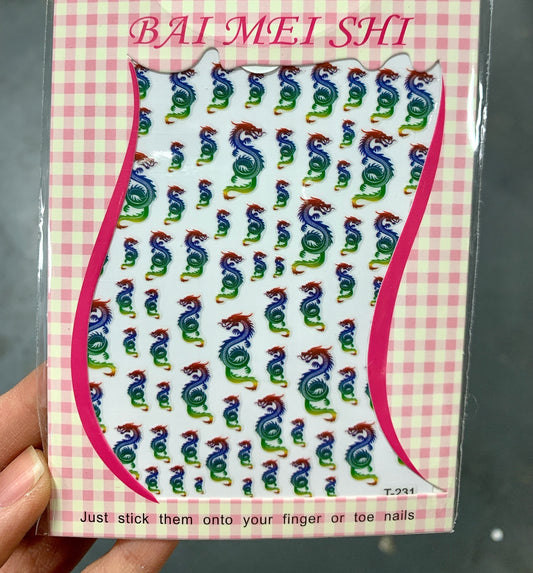 BAI MEI SHI
T-231
Just stick them onto your finger or toe nails